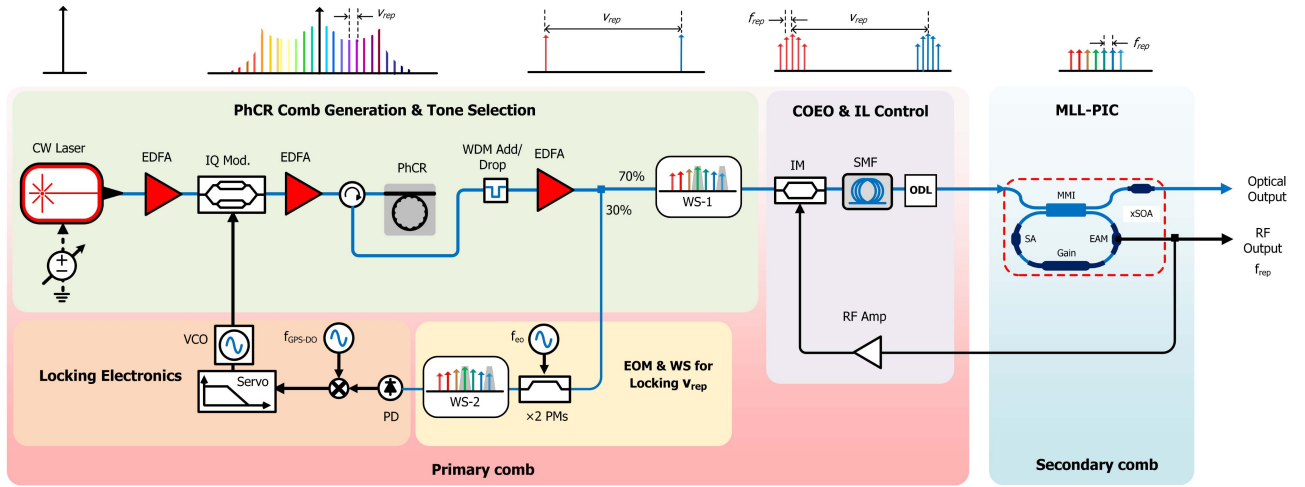 ν_rep
ν_rep
f_rep
ν_rep
f_rep
PhCR Comb Generation & Tone Selection
COEO & IL Control
MLL-PIC
CW Laser
EDFA
IQ Mod.
EDFA
PhCR
WDM Add/
Drop
EDFA
70%
30%
WS-1
IM
SMF
ODL
MMI
xSOA
SA
EAM
Gain
Optical
Output
RF
Output
f_rep
RF Amp
VCO
f_GPS-DO
Servo
Locking Electronics
PD
WS-2
f_eo
×2 PMs
EOM & WS for
Locking ν_rep
Primary comb
Secondary comb